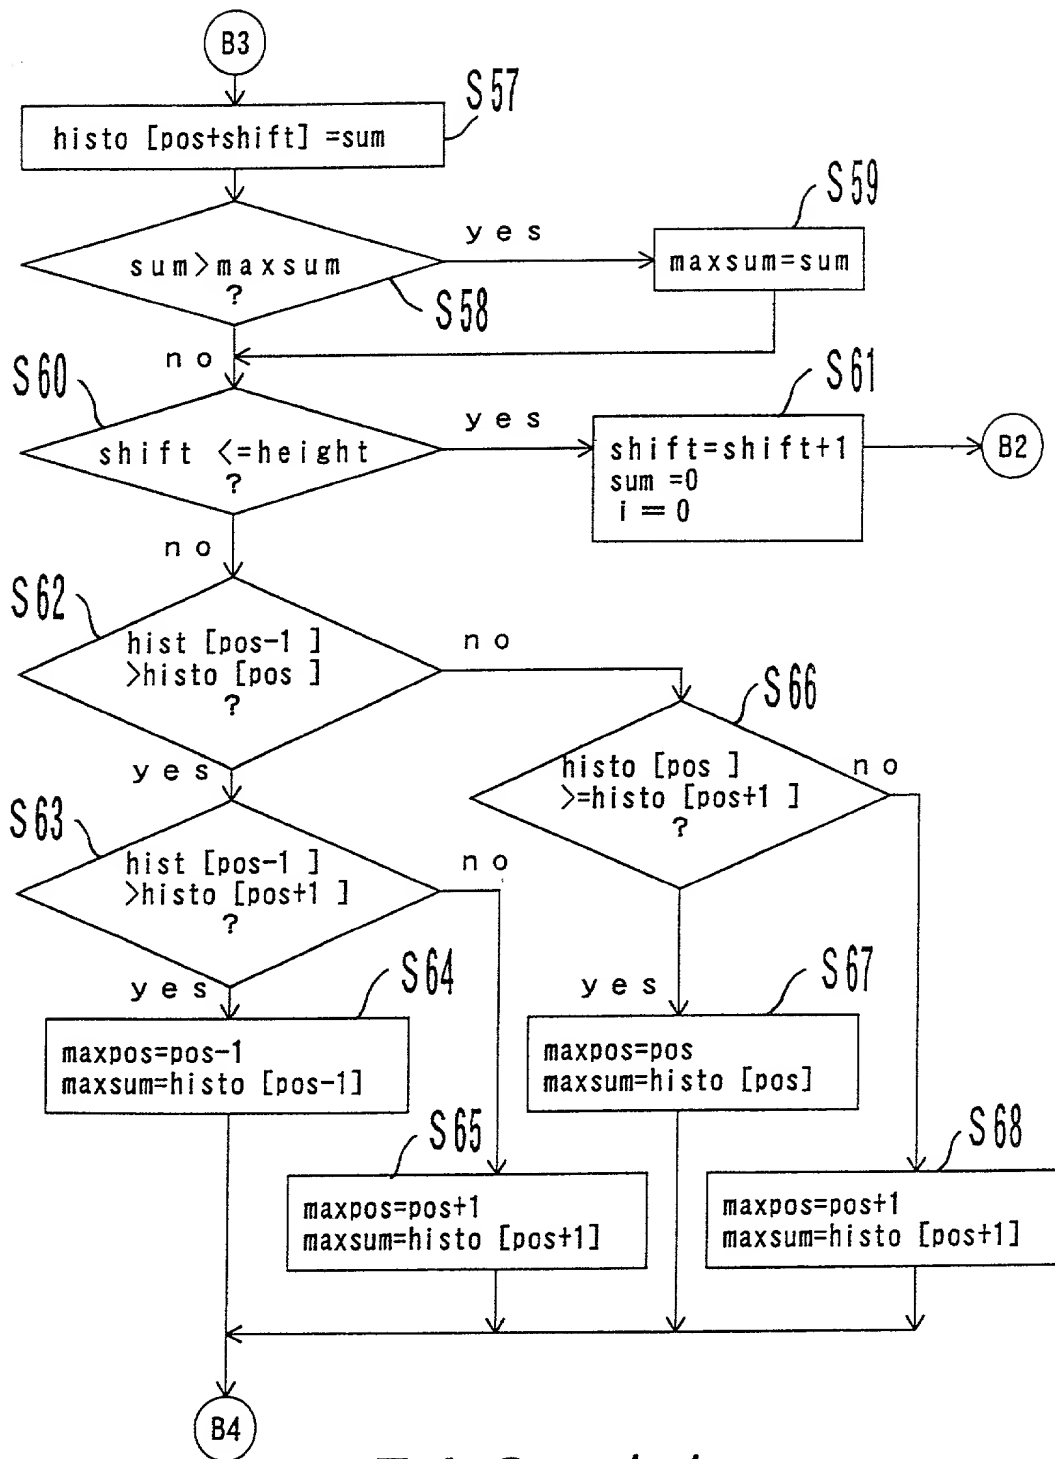 B3
S57
histo [pos+shift] =sum
S59
yes
sum>maxsum
?
maxsum=sum
S58
no
S60
S61
yes
shift <=height
?
shift=shift+1
sum =0
i = 0
B2
no
S62
hist [pos-1 ]
>histo [pos ]
?
no
S66
yes
histo [pos ]
>=histo [pos+1 ]
?
no
S63
hist [pos-1 ]
>histo [pos+1 ]
?
no
yes
S64
yes
S67
maxpos=pos-1
maxsum=histo [pos-1]
maxpos=pos
maxsum=histo [pos]
S65
S68
maxpos=pos+1
maxsum=histo [pos+1]
maxpos=pos+1
maxsum=histo [pos+1]
B4